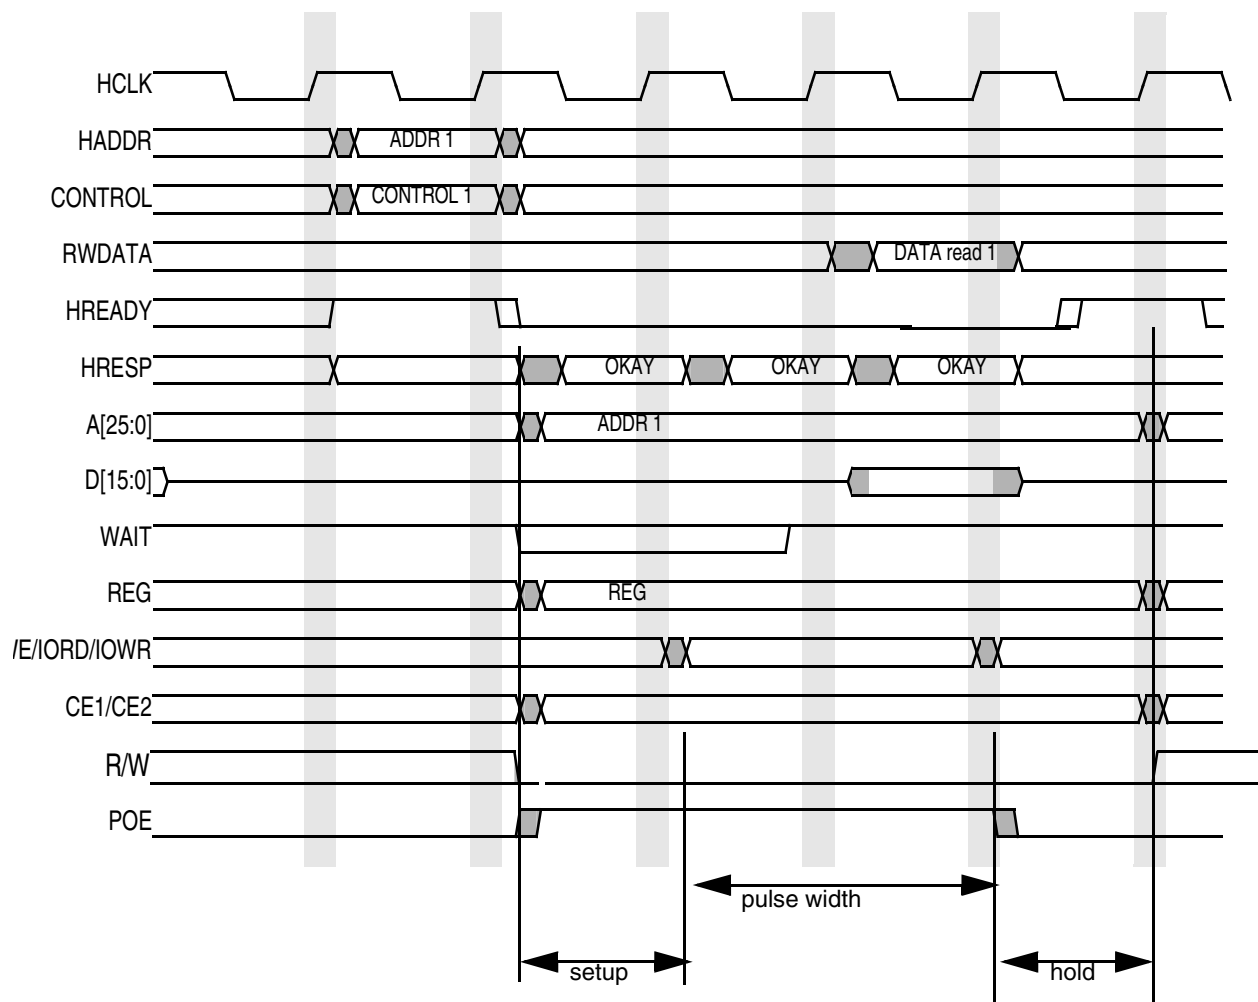 HCLK
HADDR ADDR 1
CONTROL CONTROL 1
RWDATA DATA read 1
HREADY
HRESP OKAY OKAY OKAY
A[25:0] ADDR 1
D[15:0]
WAIT
REG REG
/E/IORD/IOWR
CE1/CE2
R/W
POE
pulse width
setup hold